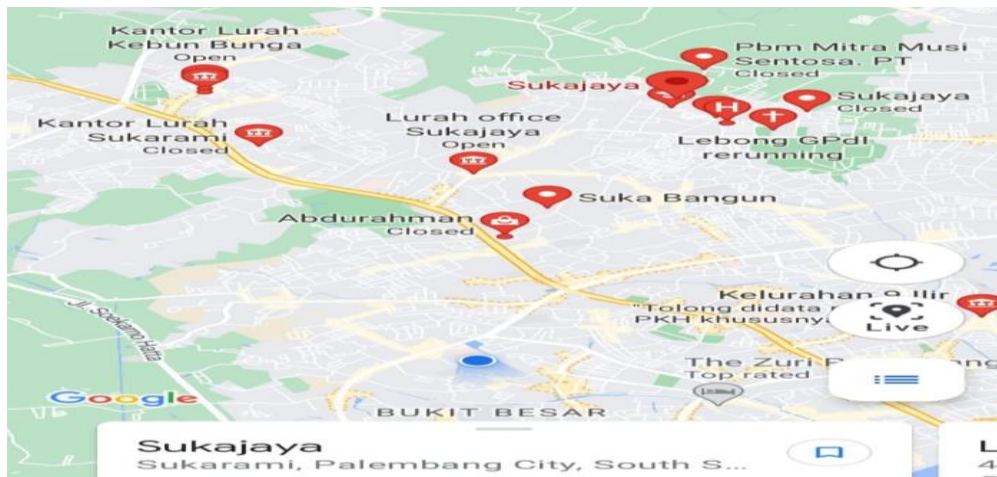 Kantor Lurah
Kebun Bunga
Open
Pbm Mitra Musi
Sentosa. PT
Closed
Sukajaya
Sukajaya
Closed
Kantor Lurah
Sukarami
Closed
Lurah office
Sukajaya
Open
Lebong GPdI
rerunning
Suka Bangun
Abdurahman
Closed
Kelurahan 9 Ilir
"Tolong didata
PKH khususnya
Live
Jl. Soekarno Hatta
The Zuri
Top rated
Google
BUKIT BESAR
Sukajaya
Sukarami, Palembang City, South S...
L
4